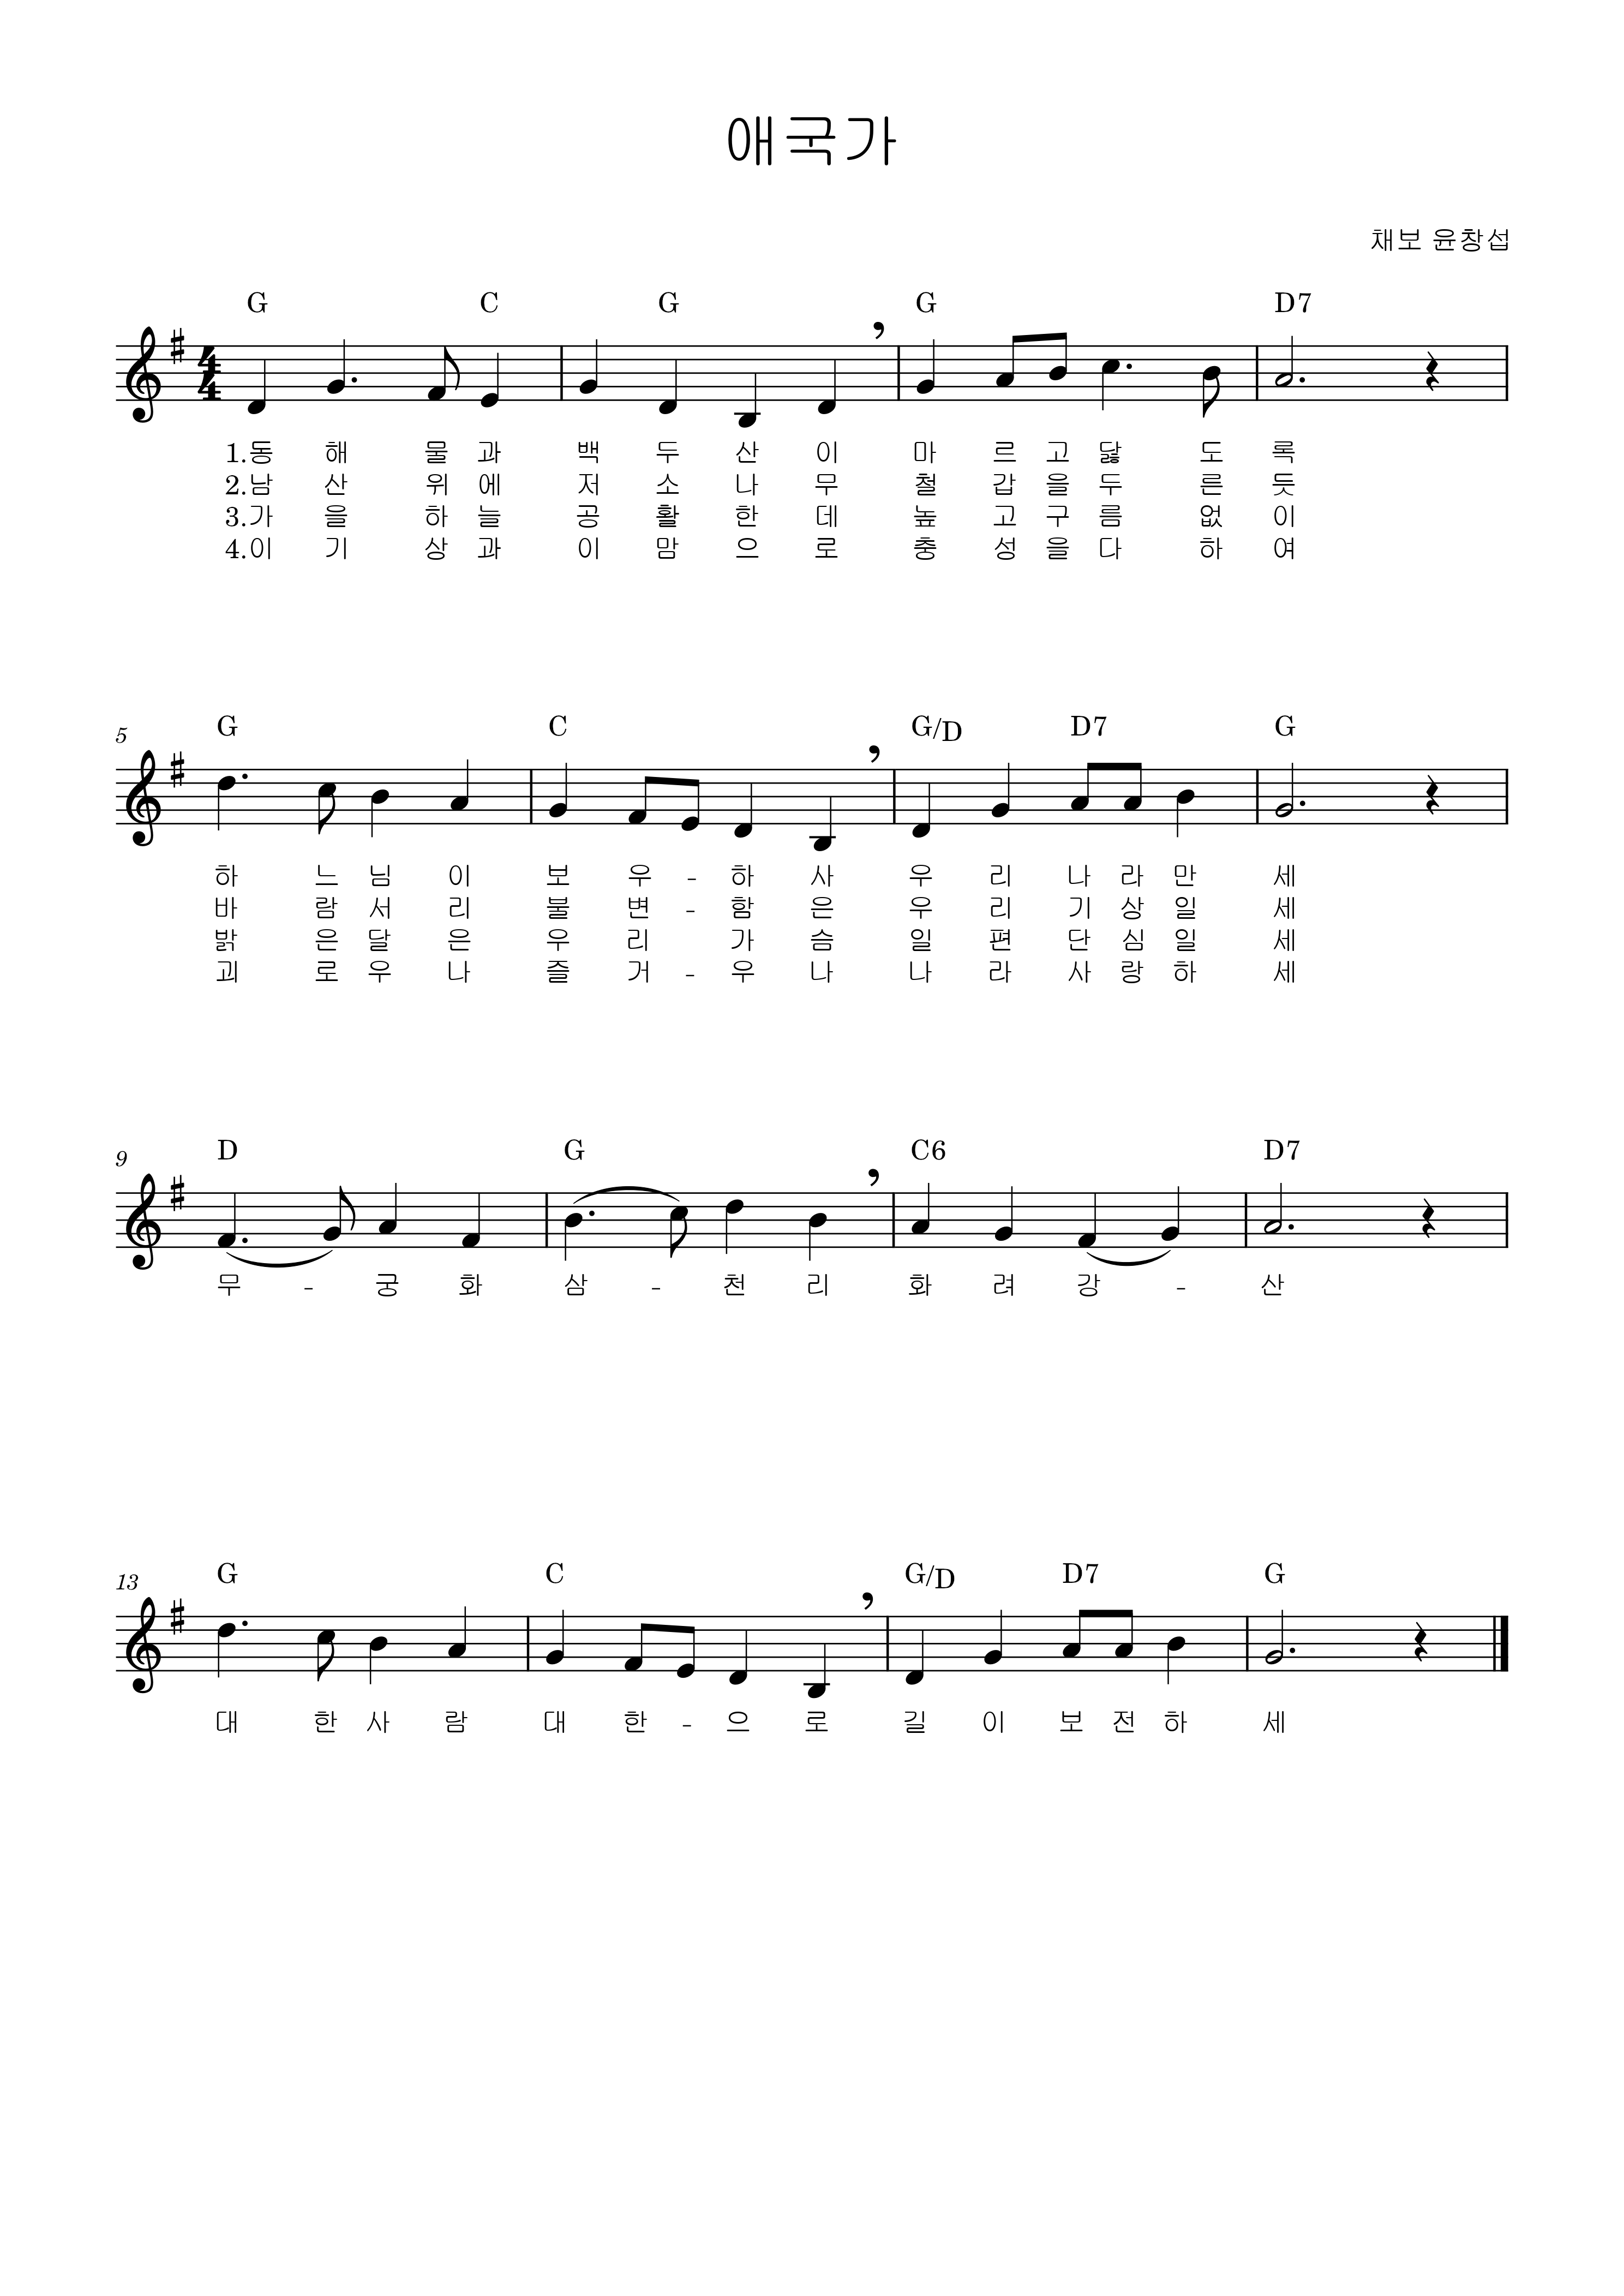 애국가
채보 윤창섭
G C G G D7
1.동 해 물 과 백 두 산 이 마 르 고 닳 도 록
2.남 산 위 에 저 소 나 무 철 갑 을 두 른 듯
3.가 을 하 늘 공 활 한 데 높 고 구 름 없 이
4.이 기 상 과 이 맘 으 로 충 성 을 다 하 여
5 G C G/D D7 G
하 느 님 이 보 우 - 하 사 우 리 나 라 만 세
바 람 서 리 불 변 - 함 은 우 리 기 상 일 세
밝 은 달 은 우 리 가 슴 일 편 단 심 일 세
괴 로 우 나 즐 거 - 우 나 나 라 사 랑 하 세
9 D G C6 D7
무 - 궁 화 삼 - 천 리 화 려 강 - 산
13 G C G/D D7 G
대 한 사 람 대 한 - 으 로 길 이 보 전 하 세